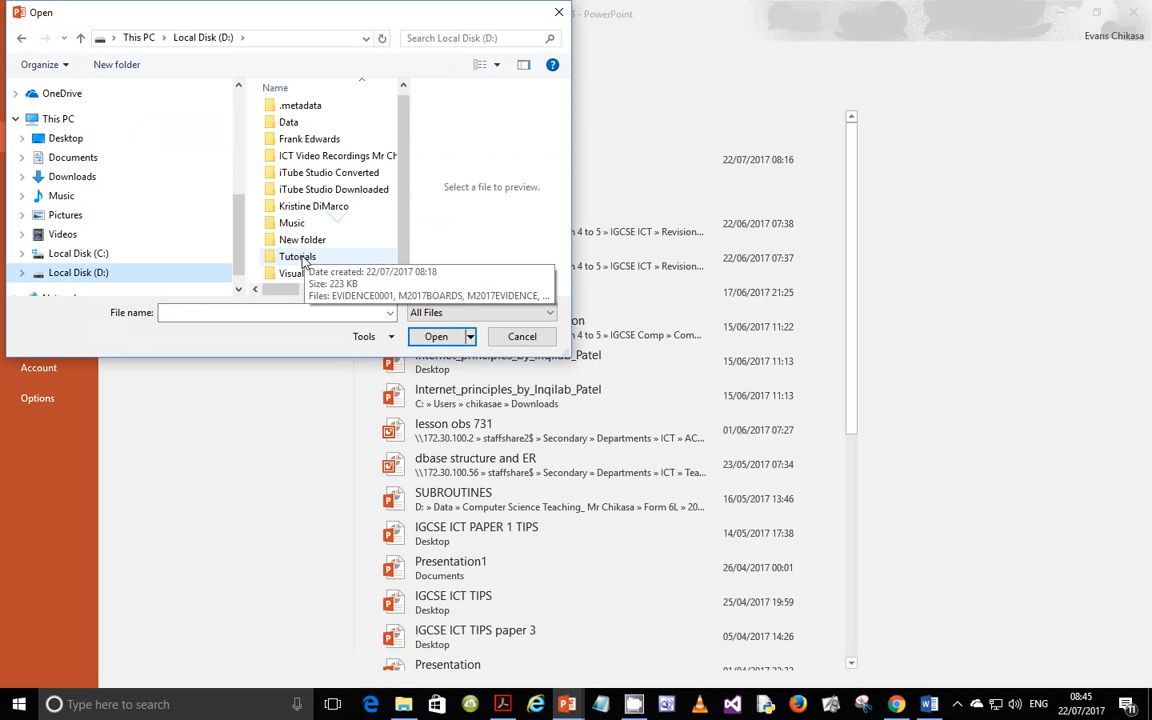 Open
- PowerPoint
Evans Chikasa
This PC
Local Disk (D:)
Search Local Disk (D:)
Organize
New folder
OneDrive
This PC
Desktop
Documents
Downloads
Music
Pictures
Videos
Local Disk (C:)
Local Disk (D:)
Name
.metadata
Data
Frank Edwards
ICT Video Recordings Mr Ch
iTube Studio Converted
iTube Studio Downloaded
Kristine DiMarco
Music
New folder
Tutorials
Visual
Date created: 22/07/2017 08:18
Size: 223 KB
Files: EVIDENCE0001, M2017BOARDS, M2017EVIDENCE, ...
Select a file to preview.
File name:
All Files
Tools
Open
Cancel
Account
Options
22/07/2017 08:16
4 to 5 » IGCSE ICT » Revision...
22/06/2017 07:38
4 to 5 » IGCSE ICT » Revision...
22/06/2017 07:37
17/06/2017 21:25
4 to 5 » IGCSE Comp » Com...
15/06/2017 11:22
Internet_principles_by_Inqilab_Patel
Desktop
15/06/2017 11:13
Internet_principles_by_Inqilab_Patel
C: » Users » chikasae » Downloads
15/06/2017 11:13
lesson obs 731
\\172.30.100.2 » staffshare2$ » Secondary » Departments » ICT » AC...
01/06/2017 07:27
dbase structure and ER
\\172.30.100.56 » staffshare$ » Secondary » Departments » ICT » Tea...
23/05/2017 07:34
SUBROUTINES
D: » Data » Computer Science Teaching_ Mr Chikasa » Form 6L » 20...
16/05/2017 13:46
IGCSE ICT PAPER 1 TIPS
Desktop
14/05/2017 17:38
Presentation1
Documents
26/04/2017 00:01
IGCSE ICT TIPS
Desktop
25/04/2017 19:59
IGCSE ICT TIPS paper 3
Desktop
05/04/2017 14:26
Presentation
Type here to search
ENG
08:45
22/07/2017